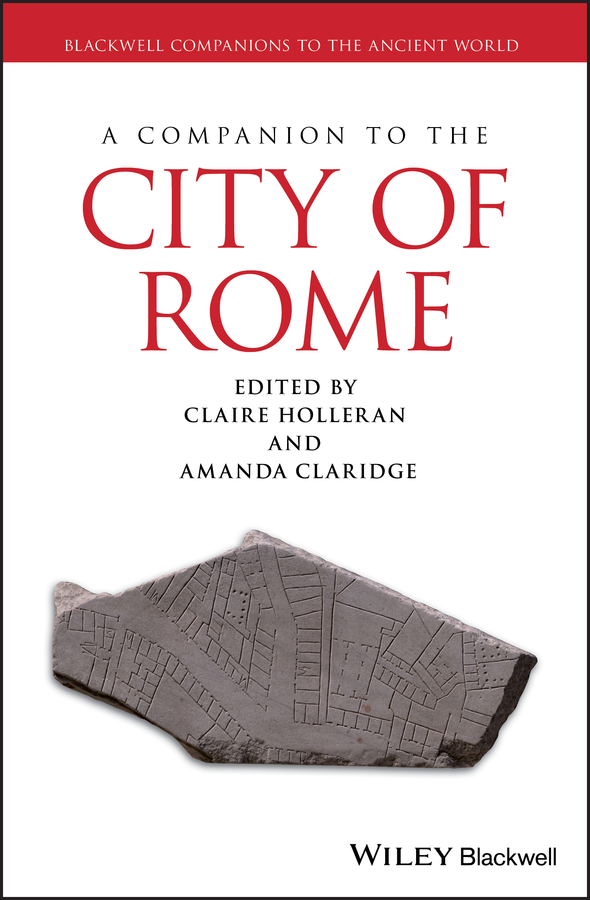 BLACKWELL COMPANIONS TO THE ANCIENT WORLD
A COMPANION TO THE
CITY OF
ROME
EDITED BY
CLAIRE HOLLERAN
AND
AMANDA CLARIDGE
WILEY Blackwell